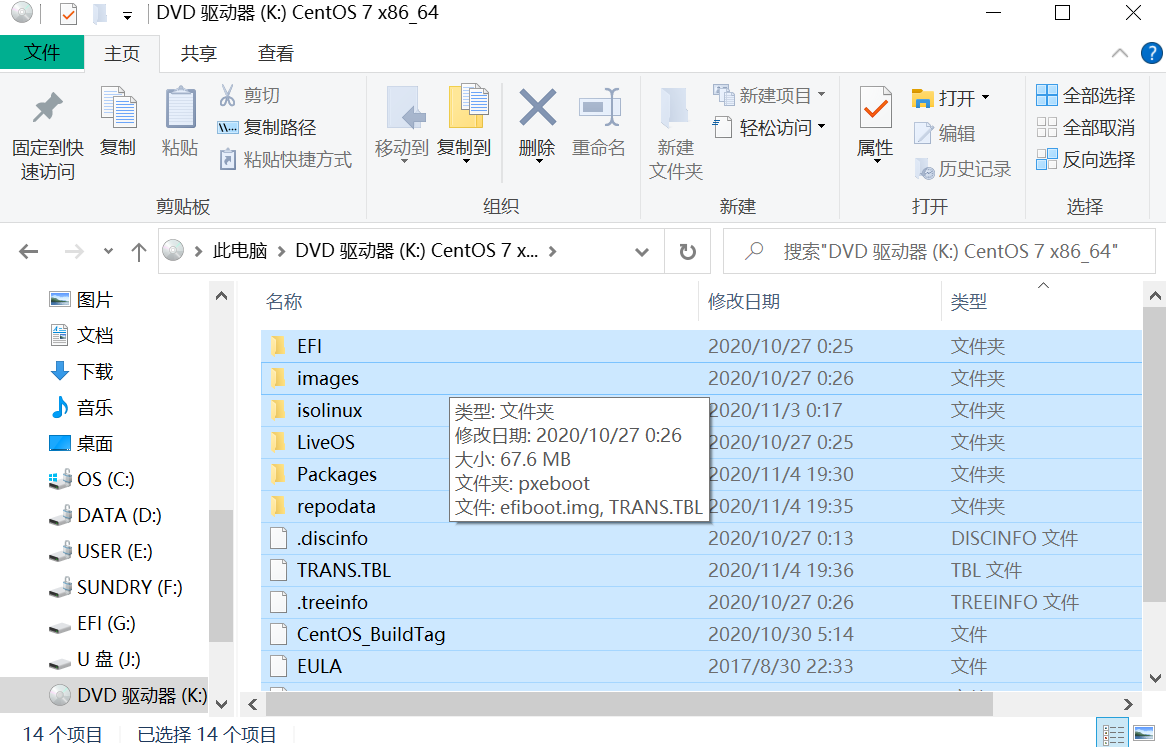 DVD 驱动器 (K:) CentOS 7 x86_64
文件 主页 共享 查看
固定到快速访问
复制
粘贴
剪切
复制路径
粘贴快捷方式
剪贴板
移动到
复制到
删除
重命名
组织
新建文件夹
新建项目
轻松访问
新建
属性
打开
编辑
历史记录
打开
全部选择
全部取消
反向选择
选择
此电脑 DVD 驱动器 (K:) CentOS 7 x...
搜索"DVD 驱动器 (K:) CentOS 7 x86_64"
图片
文档
下载
音乐
桌面
OS (C:)
DATA (D:)
USER (E:)
SUNDRY (F:)
EFI (G:)
U 盘 (J:)
DVD 驱动器 (K:)
名称 修改日期 类型
EFI 2020/10/27 0:25 文件夹
images 2020/10/27 0:26 文件夹
isolinux 2020/11/3 0:17 文件夹
LiveOS 2020/10/27 0:25 文件夹
Packages 2020/11/4 19:30 文件夹
repodata 2020/11/4 19:35 文件夹
.discinfo 2020/10/27 0:13 DISCINFO 文件
TRANS.TBL 2020/11/4 19:36 TBL 文件
.treeinfo 2020/10/27 0:26 TREEINFO 文件
CentOS_BuildTag 2020/10/30 5:14 文件
EULA 2017/8/30 22:33 文件
类型: 文件夹
修改日期: 2020/10/27 0:26
大小: 67.6 MB
文件夹: pxeboot
文件: efiboot.img, TRANS.TBL
14 个项目 已选择 14 个项目